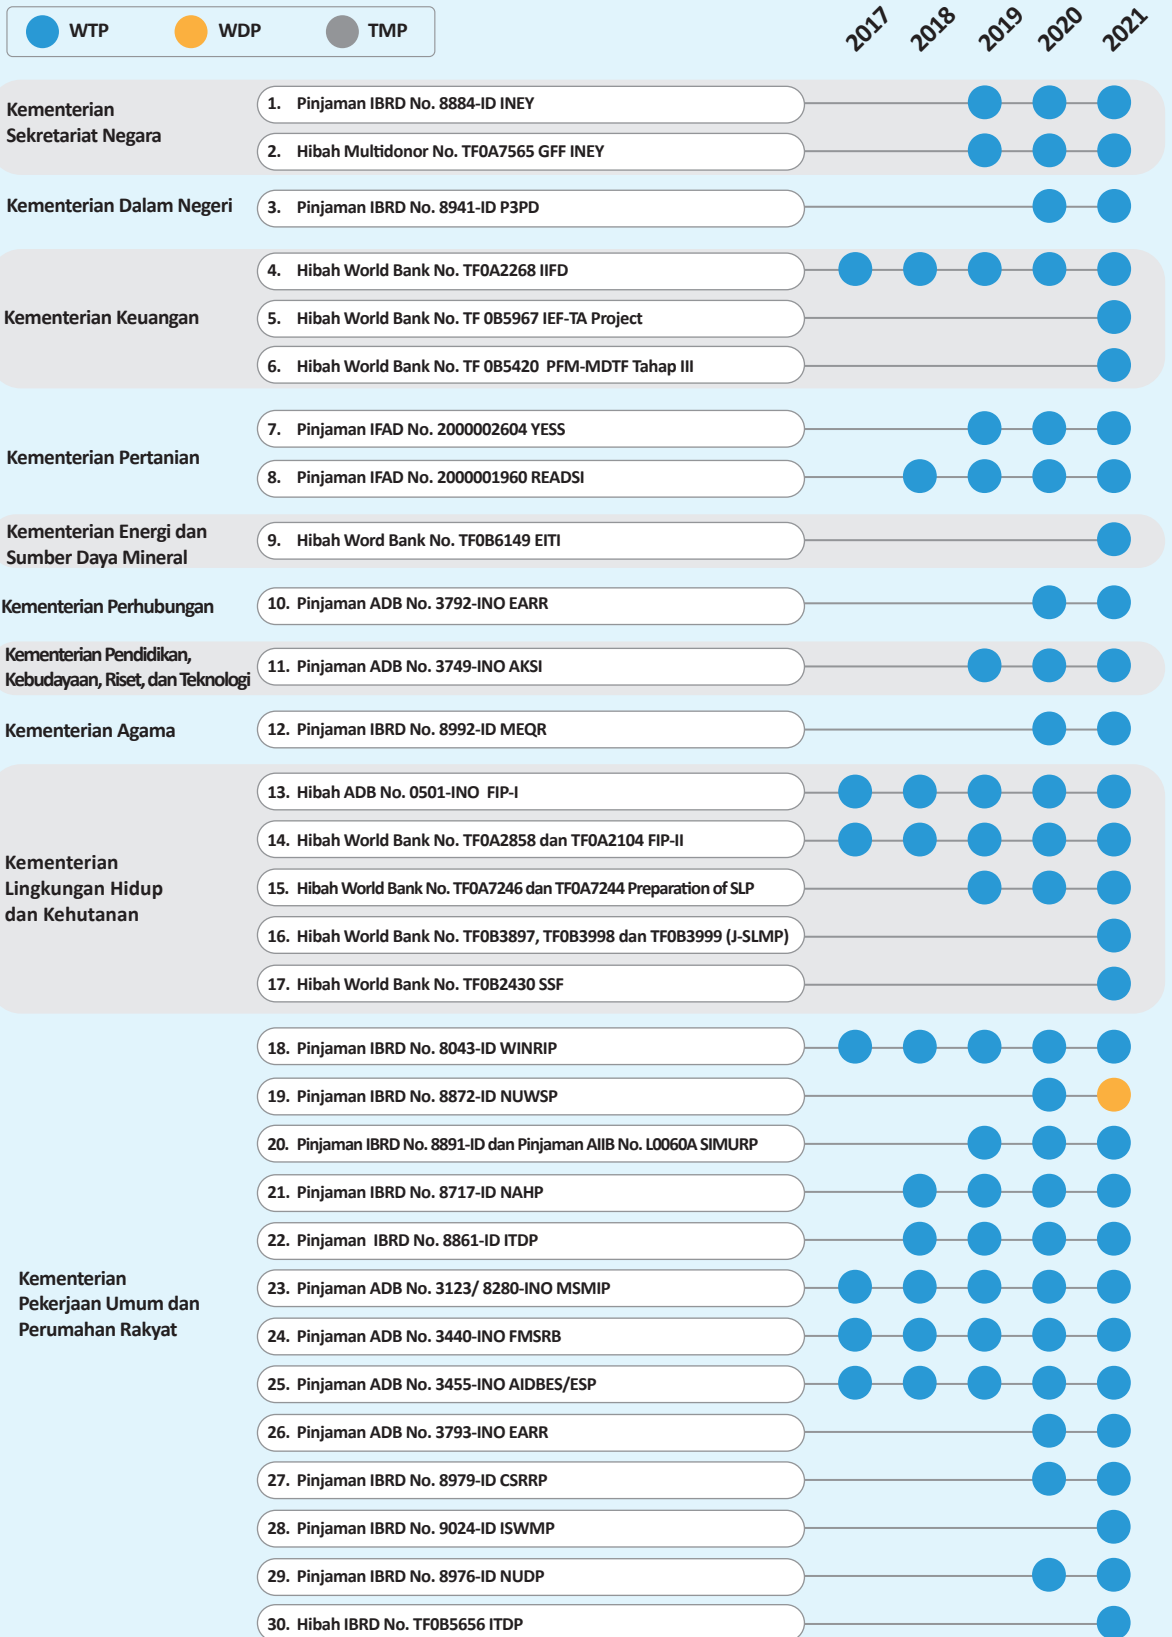 WTP WDP TMP
2017 2018 2019 2020 2021
Kementerian
Sekretariat Negara
1. Pinjaman IBRD No. 8884-ID INEY
2. Hibah Multidonor No. TF0A7565 GFF INEY
Kementerian Dalam Negeri
3. Pinjaman IBRD No. 8941-ID P3PD
Kementerian Keuangan
4. Hibah World Bank No. TF0A2268 IIFD
5. Hibah World Bank No. TF 0B5967 IEF-TA Project
6. Hibah World Bank No. TF 0B5420 PFM-MDTF Tahap III
Kementerian Pertanian
7. Pinjaman IFAD No. 2000002604 YESS
8. Pinjaman IFAD No. 2000001960 READSI
Kementerian Energi dan
Sumber Daya Mineral
9. Hibah Word Bank No. TF0B6149 EITI
Kementerian Perhubungan
10. Pinjaman ADB No. 3792-INO EARR
Kementerian Pendidikan,
Kebudayaan, Riset, dan Teknologi
11. Pinjaman ADB No. 3749-INO AKSI
Kementerian Agama
12. Pinjaman IBRD No. 8992-ID MEQR
Kementerian
Lingkungan Hidup
dan Kehutanan
13. Hibah ADB No. 0501-INO FIP-I
14. Hibah World Bank No. TF0A2858 dan TF0A2104 FIP-II
15. Hibah World Bank No. TF0A7246 dan TF0A7244 Preparation of SLP
16. Hibah World Bank No. TF0B3897, TF0B3998 dan TF0B3999 (J-SLMP)
17. Hibah World Bank No. TF0B2430 SSF
Kementerian
Pekerjaan Umum dan
Perumahan Rakyat
18. Pinjaman IBRD No. 8043-ID WINRIP
19. Pinjaman IBRD No. 8872-ID NUWSP
20. Pinjaman IBRD No. 8891-ID dan Pinjaman AIIB No. L0060A SIMURP
21. Pinjaman IBRD No. 8717-ID NAHP
22. Pinjaman IBRD No. 8861-ID ITDP
23. Pinjaman ADB No. 3123/ 8280-INO MSMIP
24. Pinjaman ADB No. 3440-INO FMSRB
25. Pinjaman ADB No. 3455-INO AIDBES/ESP
26. Pinjaman ADB No. 3793-INO EARR
27. Pinjaman IBRD No. 8979-ID CSRRP
28. Pinjaman IBRD No. 9024-ID ISWMP
29. Pinjaman IBRD No. 8976-ID NUDP
30. Hibah IBRD No. TF0B5656 ITDP